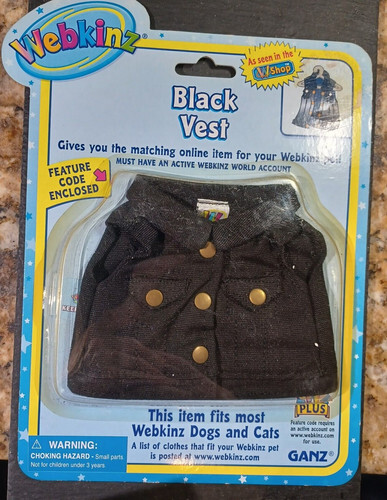 Webkinz®
As seen in the
W Shop
Black
Vest
Gives you the matching online item for your Webkinz pet!
MUST HAVE AN ACTIVE WEBKINZ WORLD ACCOUNT
FEATURE
CODE
ENCLOSED
PLUS
Feature code requires
an active account on
www.webkinz.com
for use.
This item fits most
Webkinz Dogs and Cats
A list of clothes that fit your Webkinz pet
is posted at www.webkinz.com
GANZ®
WARNING:
CHOKING HAZARD - Small parts.
Not for children under 3 years